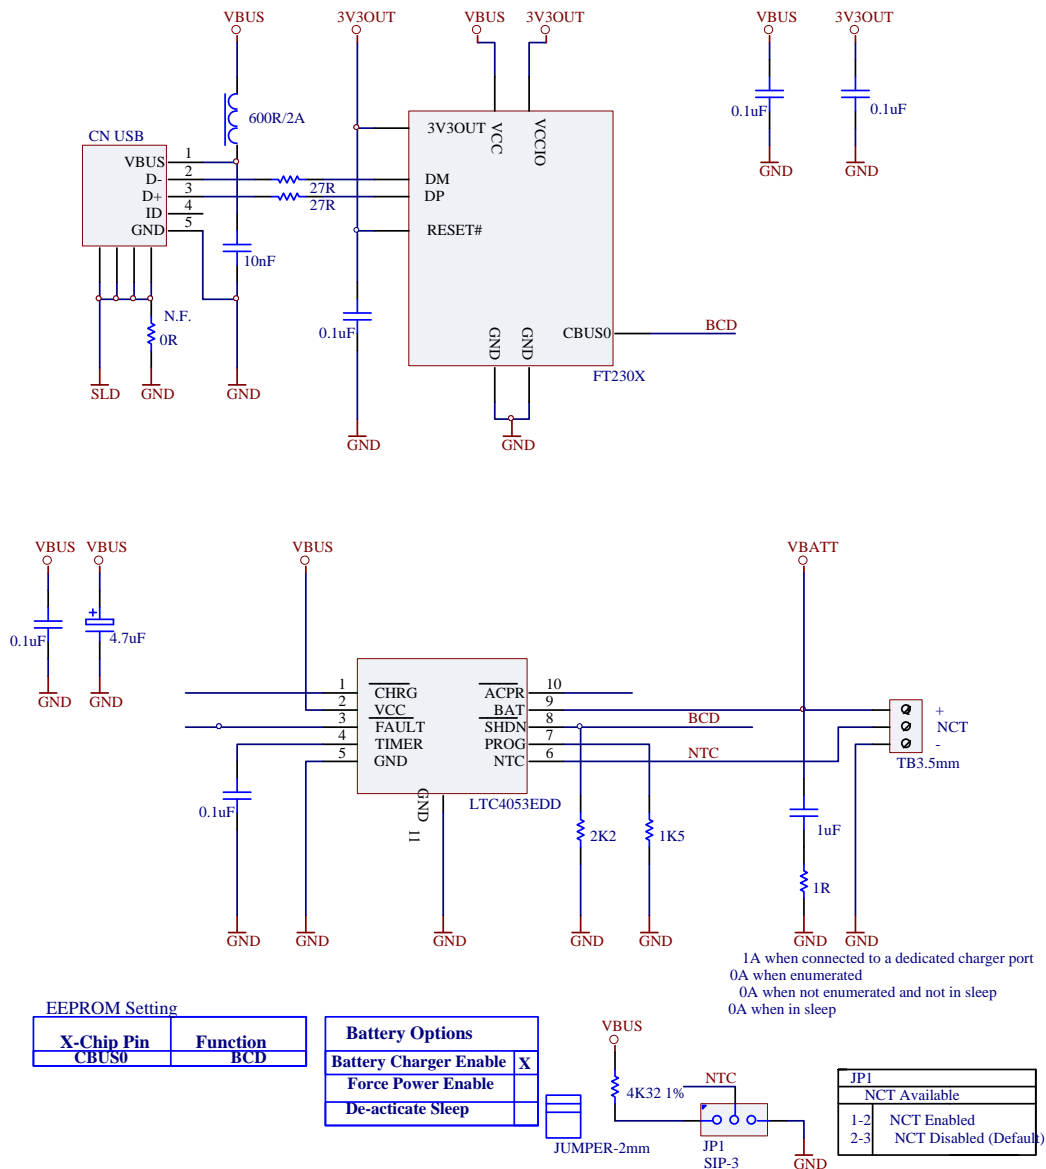 VBUS
3V3OUT
VBUS
3V3OUT
VBUS
3V3OUT
600R/2A
0.1uF
0.1uF
GND
GND
CN USB
VBUS 1
D- 2
D+ 3
ID 4
GND 5
27R
27R
10nF
N.F.
0R
SLD
GND
GND
0.1uF
GND
3V3OUT
VCC
VCCIO
DM
DP
RESET#
GND
GND
CBUS0
BCD
FT230X
GND
VBUS
VBUS
VBUS
VBATT
0.1uF
4.7uF
GND
GND
1 CHRG
2 VCC
3 FAULT
4 TIMER
5 GND
ACPR 10
BAT 9
SHDN 8
PROG 7
NTC 6
GND
11
LTC4053EDD
BCD
NTC
+
NCT
-
TB3.5mm
0.1uF
2K2
1K5
1uF
1R
GND
GND
GND
GND
GND
GND
GND
1A when connected to a dedicated charger port
0A when enumerated
0A when not enumerated and not in sleep
0A when in sleep
EEPROM Setting
X-Chip Pin Function
CBUS0 BCD
Battery Options
Battery Charger Enable X
Force Power Enable
De-acticate Sleep
JUMPER-2mm
VBUS
4K32 1%
NTC
JP1
SIP-3
GND
JP1
NCT Available
1-2 NCT Enabled
2-3 NCT Disabled (Default)